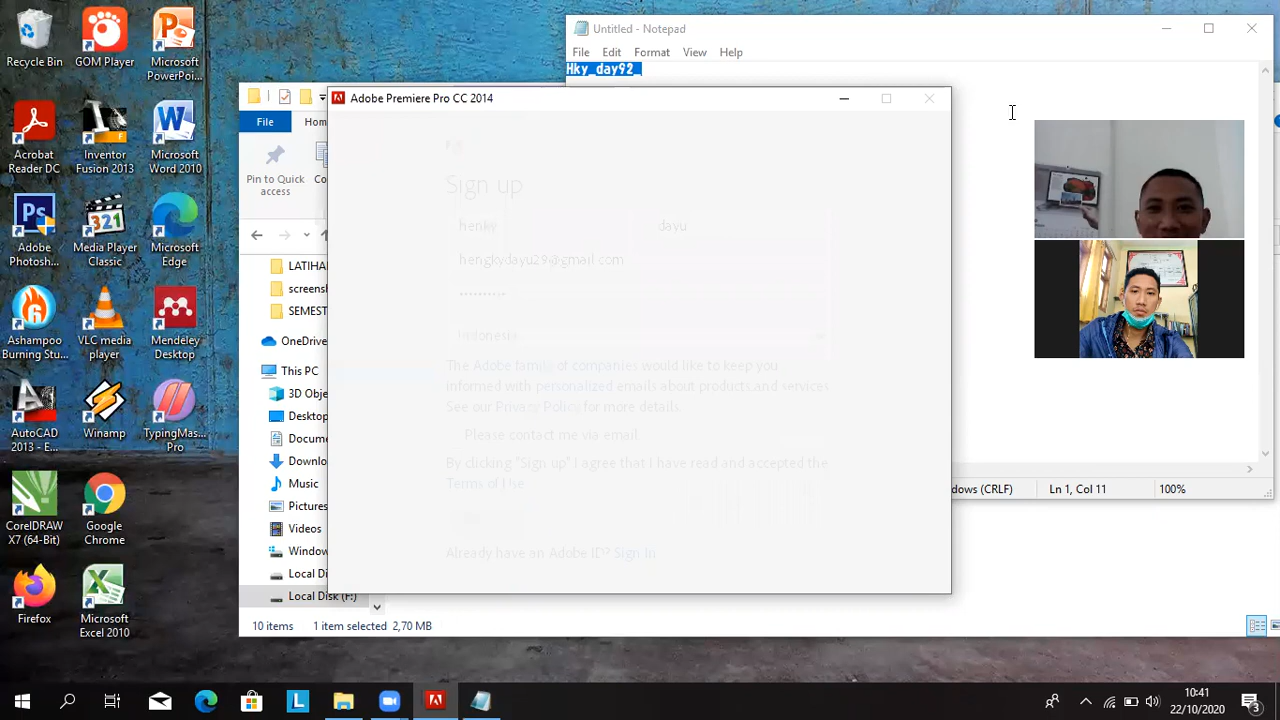 Recycle Bin
GOM Player
Microsoft
PowerPoi...
Acrobat
Reader DC
Inventor
Fusion 2013
Microsoft
Word 2010
Adobe
Photosh...
Media Player
Classic
Microsoft
Edge
Ashampoo
Burning Stu...
VLC media
player
Mendeley
Desktop
AutoCAD
2013 - E...
Winamp
TypingMas...
Pro
CorelDRAW
X7 (64-Bit)
Google
Chrome
Firefox
Microsoft
Excel 2010
Untitled - Notepad
File Edit Format View Help
Hky_day92_
Ln 1, Col 11
100%
dows (CRLF)
File
Hom
Pin to Quick
access
Co
LATIHA
screensh
SEMEST
OneDrive
This PC
3D Obje
Desktop
Docume
Downlo
Music
Pictures
Videos
Window
Local Dis
Local Disk (F:)
10 items 1 item selected 2,70 MB
Adobe Premiere Pro CC 2014
Sign up
henky dayu
hengkydayu29@gmail.com
Indonesia
The Adobe family of companies would like to keep you
informed with personalized emails about products and services
See our Privacy Policy for more details.
Please contact me via email.
By clicking "Sign up" I agree that I have read and accepted the
Terms of Use
Already have an Adobe ID? Sign In
10:41
22/10/2020
3